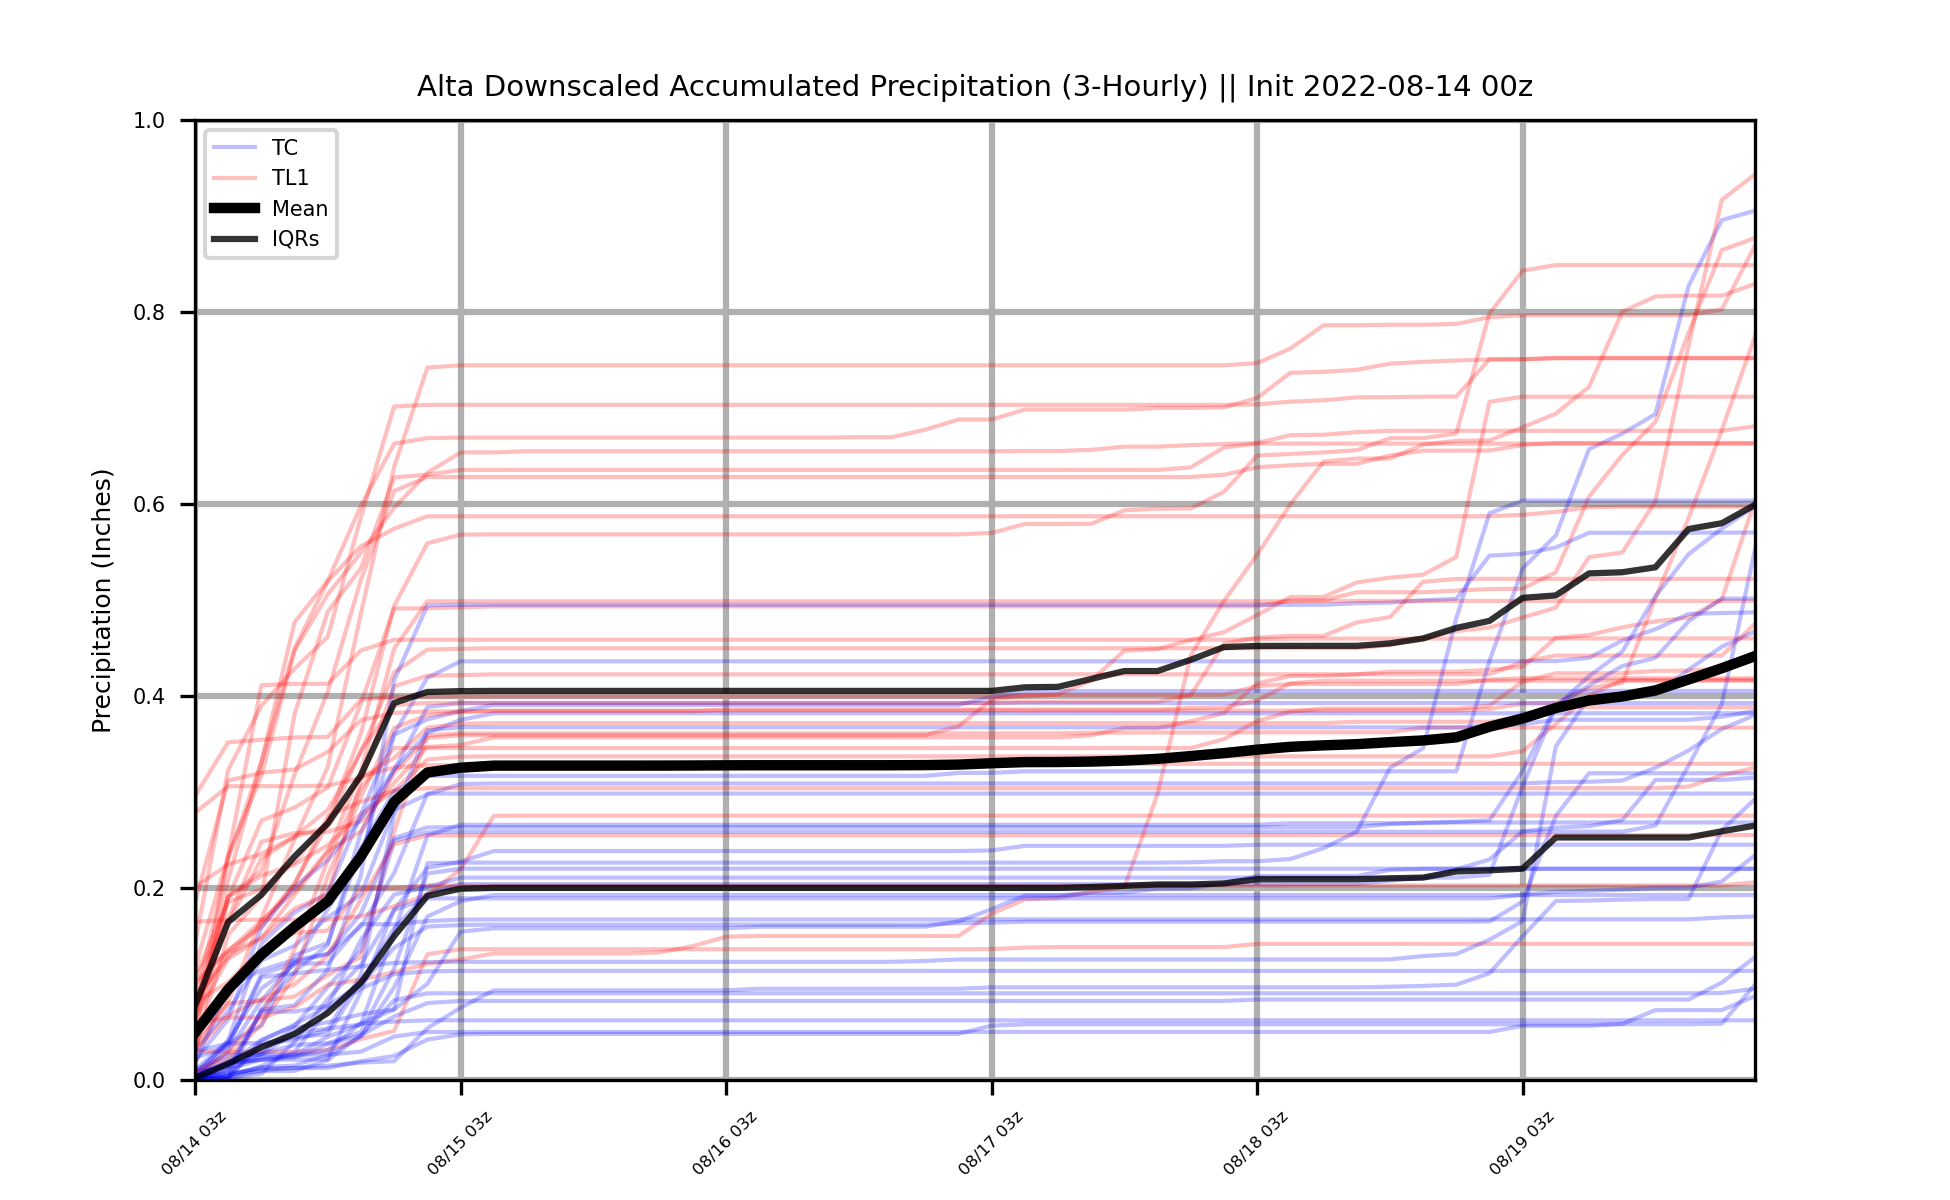 Alta Downscaled Accumulated Precipitation (3-Hourly) || Init 2022-08-14 00z
1.0
0.8
0.6
0.4
0.2
0.0
Precipitation (Inches)
TC
TL1
Mean
IQRs
08/14 03z
08/15 03z
08/16 03z
08/17 03z
08/18 03z
08/19 03z